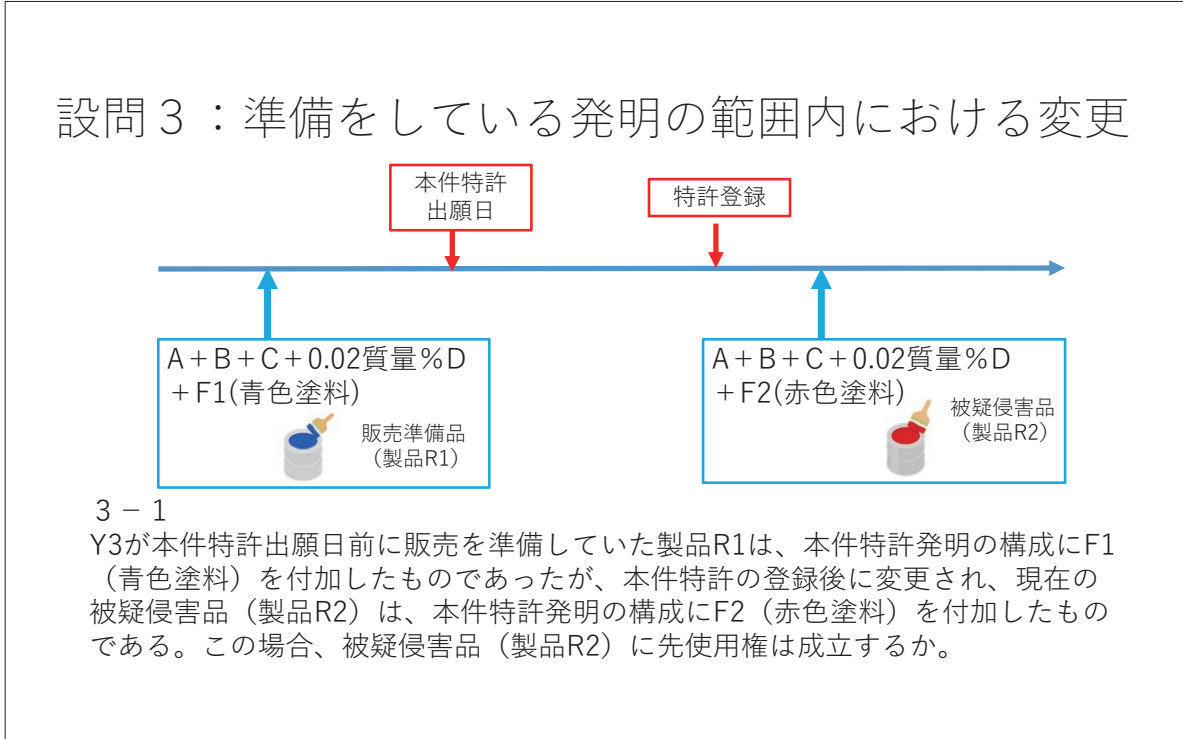 設問３：準備をしている発明の範囲内における変更
本件特許
出願日
特許登録
A＋B＋C＋0.02質量％D
＋F1(青色塗料)
販売準備品
（製品R1）
A＋B＋C＋0.02質量％D
＋F2(赤色塗料)
被疑侵害品
（製品R2）
３－１
Y3が本件特許出願日前に販売を準備していた製品R1は、本件特許発明の構成にF1
（青色塗料）を付加したものであったが、本件特許の登録後に変更され、現在の
被疑侵害品（製品R2）は、本件特許発明の構成にF2（赤色塗料）を付加したもの
である。この場合、被疑侵害品（製品R2）に先使用権は成立するか。